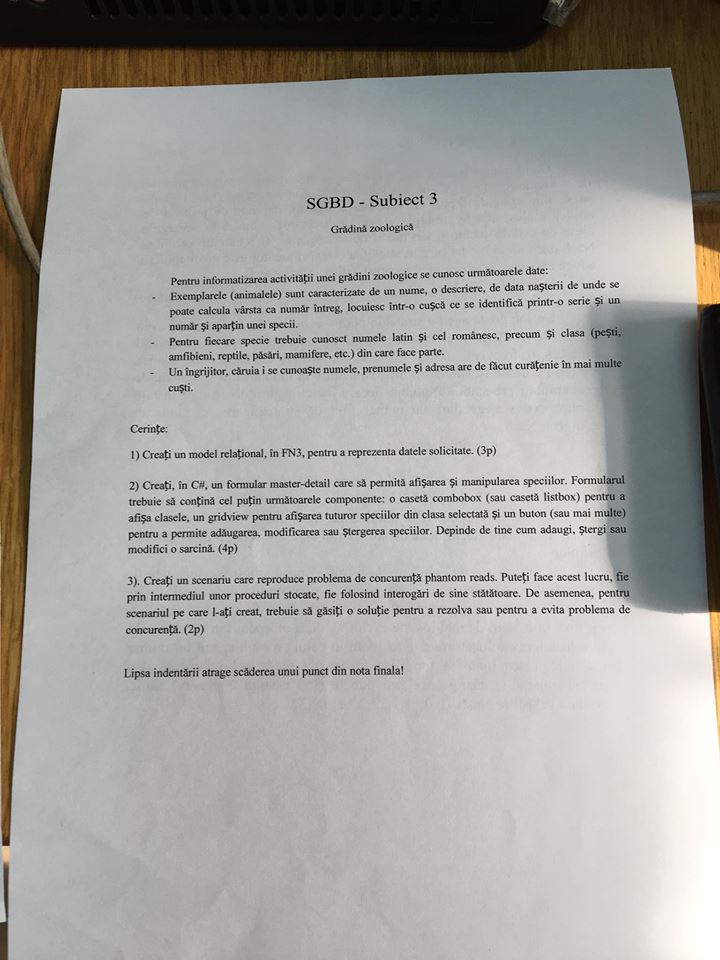 SGBD - Subiect 3
Grădină zoologică
Pentru informatizarea activității unei grădini zoologice se cunosc următoarele date:
- Exemplarele (animalele) sunt caracterizate de un nume, o descriere, de data nașterii de unde se
poate calcula vârsta ca număr întreg, locuiesc într-o cușcă ce se identifică printr-o serie și un
număr și aparțin unei specii.
- Pentru fiecare specie trebuie cunosct numele latin și cel românesc, precum și clasa (pești,
amfibieni, reptile, păsări, mamifere, etc.) din care face parte.
- Un îngrijitor, căruia i se cunoaște numele, prenumele și adresa are de făcut curățenie în mai multe
cuști.
Cerințe:
1) Creați un model relațional, în FN3, pentru a reprezenta datele solicitate. (3p)
2) Creați, în C#, un formular master-detail care să permită afișarea și manipularea speciilor. Formularul
trebuie să conțină cel puțin următoarele componente: o casetă combobox (sau casetă listbox) pentru a
afișa clasele, un gridview pentru afișarea tuturor speciilor din clasa selectată și un buton (sau mai multe)
pentru a permite adăugarea, modificarea sau ștergerea speciilor. Depinde de tine cum adaugi, ștergi sau
modifici o sarcină. (4p)
3). Creați un scenariu care reproduce problema de concurență phantom reads. Puteți face acest lucru, fie
prin intermediul unor proceduri stocate, fie folosind interogări de sine stătătoare. De asemenea, pentru
scenariul pe care l-ați creat, trebuie să găsiți o soluție pentru a rezolva sau pentru a evita problema de
concurență. (2p)
Lipsa indentării atrage scăderea unui punct din nota finala!